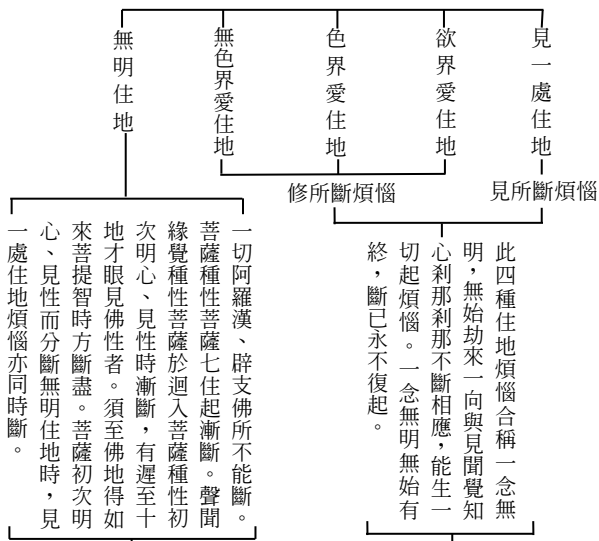 見一處住地
欲界愛住地
色界愛住地
無色界愛住地
無明住地
見所斷煩惱
修所斷煩惱
此四種住地煩惱合稱一念無
明，無始劫來一向與見聞覺知
心剎那剎那不斷相應，能生一
切起煩惱。一念無明無始有
終，斷已永不復起。
一切阿羅漢、辟支佛所不能斷。
菩薩種性菩薩七住起漸斷。聲聞
緣覺種性菩薩於迴入菩薩種性初
次明心、見性時漸斷，有遲至十
地才眼見佛性者。須至佛地得如
來菩提智時方斷盡。菩薩初次明
心、見性而分斷無明住地時，見
一處住地煩惱亦同時斷。